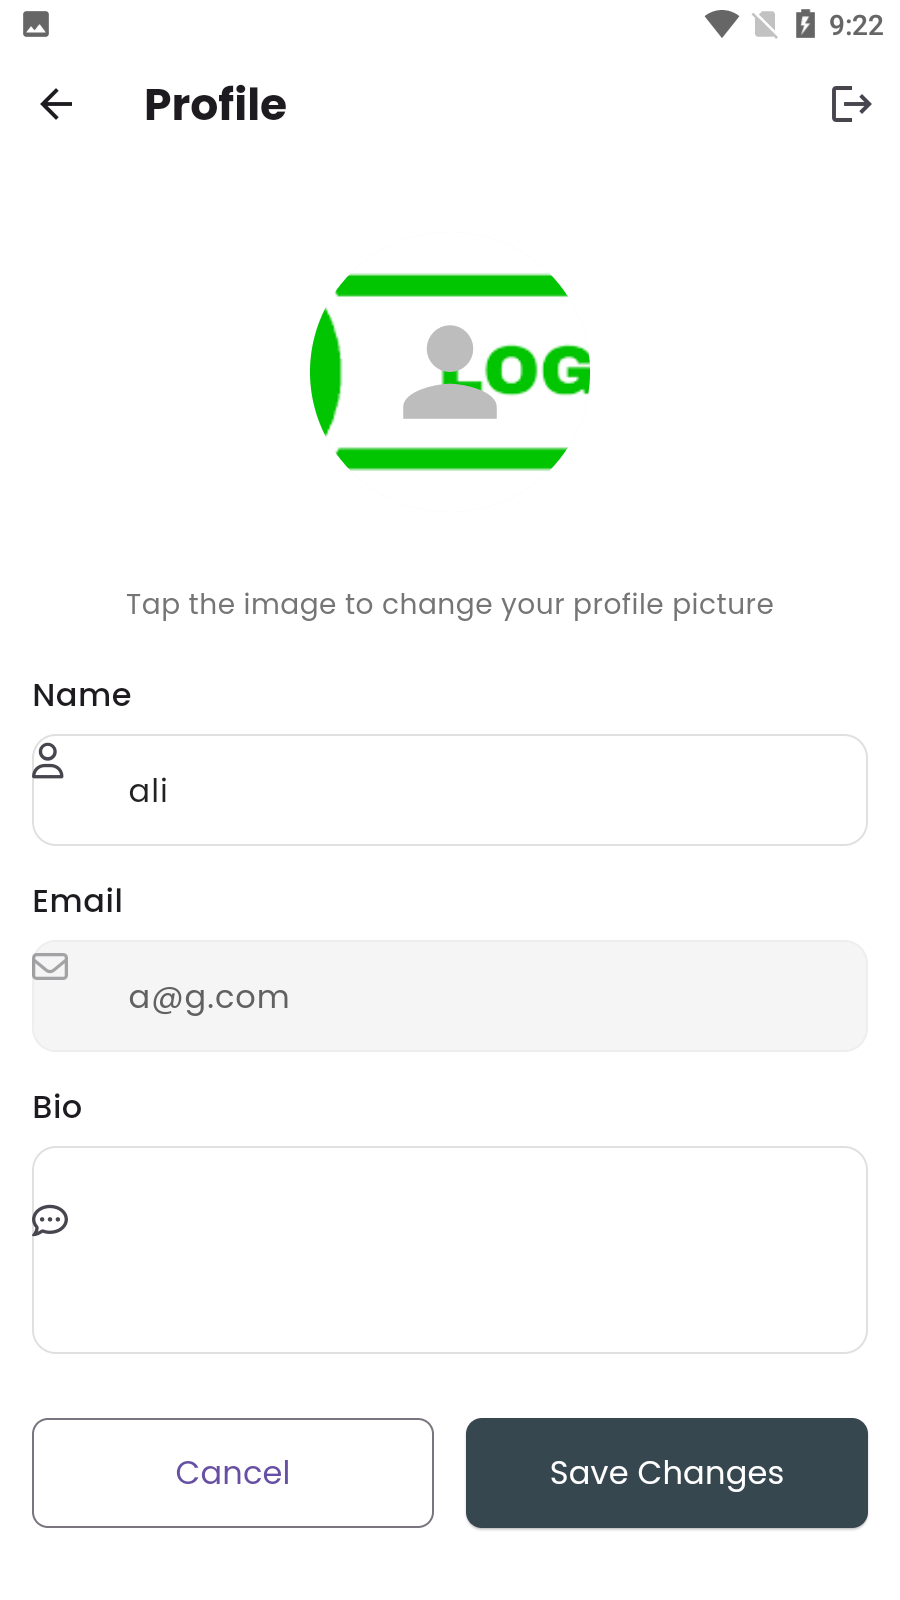 9:22
Profile
LOG
Tap the image to change your profile picture
Name
ali
Email
a@g.com
Bio
Cancel
Save Changes